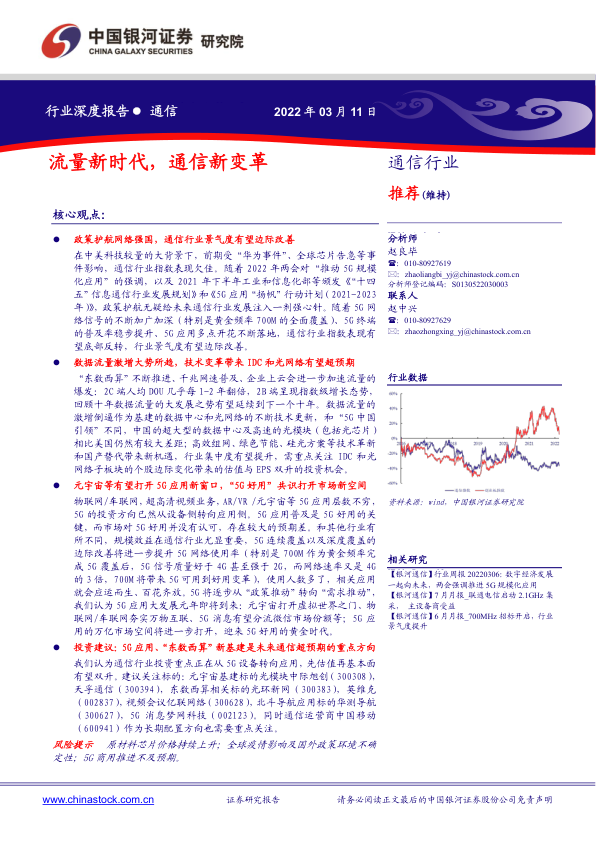 中国银河证券 研究院
CHINA GALAXY SECURITIES
行业深度报告 ● 通信
2022 年 03 月 11 日
流量新时代，通信新变革
核心观点：
● 政策护航网络强国，通信行业景气度有望边际改善
在中美科技较量的大背景下，前期受“华为事件”、全球芯片告急等事
件影响，通信行业指数表现欠佳。随着 2022 年两会对“推动 5G 规模
化应用”的强调，以及 2021 年下半年工业和信息化部等颁发《“十四
五”信息通信行业发展规划》和《5G 应用“扬帆”行动计划（2021-2023
年）》，政策护航无疑给未来通信行业发展注入一剂强心针。随着 5G 网
络信号的不断加广加深（特别是黄金频率 700M 的全面覆盖）、5G 终端
的普及率稳步提升、5G 应用多点开花不断落地，通信行业指数表现有
望底部反转，行业景气度有望边际改善。
● 数据流量激增大势所趋，技术变革带来 IDC 和光网络有望超预期
“东数西算”不断推进、千兆网速普及、企业上云会进一步加速流量的
爆发：2C 端人均 DOU 几乎每 1-2 年翻倍，2B 端呈现指数级增长态势，
回顾十年数据流量的大发展之势有望延续到下一个十年。数据流量的
激增倒逼作为基建的数据中心和光网络的不断技术更新，和“5G 中国
引领”不同，中国的超大型的数据中心及高速的光模块（包括光芯片）
相比美国仍然有较大差距；高效组网、绿色节能、硅光方案等技术革新
和国产替代带来新机遇，行业集中度有望提升，需重点关注 IDC 和光
网络子板块的个股边际变化带来的估值与 EPS 双升的投资机会。
● 元宇宙等有望打开 5G 应用新窗口，“5G 好用”共识打开市场新空间
物联网/车联网，超高清视频业务，AR/VR /元宇宙等 5G 应用层数不穷，
5G 的投资方向已然从设备侧转向应用侧。5G 应用普及是 5G 好用的关
键，而市场对 5G 好用并没有认可，存在较大的预期差。和其他行业有
所不同，规模效益在通信行业尤显重要，5G 连续覆盖以及深度覆盖的
边际改善将进一步提升 5G 网络使用率（特别是 700M 作为黄金频率完
成 5G 覆盖后，5G 信号质量好于 4G 甚至强于 2G，而网络速率又是 4G
的 3 倍，700M 将带来 5G 可用到好用变革），使用人数多了，相关应用
就会应运而生、百花齐放。5G 将逐步从“政策推动”转向“需求推动”，
我们认为 5G 应用大发展元年即将到来：元宇宙打开虚拟世界之门、物
联网/车联网夯实万物互联、5G 消息有望分流微信市场份额等；5G 应
用的万亿市场空间将进一步打开，迎来 5G 好用的黄金时代。
● 投资建议：5G 应用、“东数西算”新基建是未来通信超预期的重点方向
我们认为通信行业投资重点正在从 5G 设备转向应用，先估值再基本面
有望双升。建议关注标的：元宇宙基建标的光模块中际旭创（300308），
天孚通信（300394），东数西算相关标的光环新网（300383），英维克
（002837），视频会议亿联网络（300628），北斗导航应用标的华测导航
（300627），5G 消息梦网科技（002123）。同时通信运营商中国移动
（600941）作为长期配置方向也需要重点关注。
风险提示 原材料芯片价格持续上升；全球疫情影响及国外政策环境不确
定性；5G 商用推进不及预期。
通信行业
推荐 (维持)
分析师
赵良毕
☎：010-80927619
✉：zhaoliangbi_yj@chinastock.com.cn
分析师登记编码：S0130522030003
联系人
赵中兴
☎：010-80927629
✉：zhaozhongxing_yj@chinastock.com.cn
行业数据
60%
40%
20%
0%
-20%
-40%
-60%
2016 2017 2018 2019 2020 2021 2022
资料来源：wind，中国银河证券研究院
相关研究
【银河通信】行业周报 20220306：数字经济发展
一起向未来，两会强调推进 5G 规模化应用
【银河通信】7 月月报_联通电信启动 2.1GHz 集
采，主设备商受益
【银河通信】6 月月报_700MHz 招标开启，行业
景气度提升
www.chinastock.com.cn
证券研究报告
请务必阅读正文最后的中国银河证券股份公司免责声明